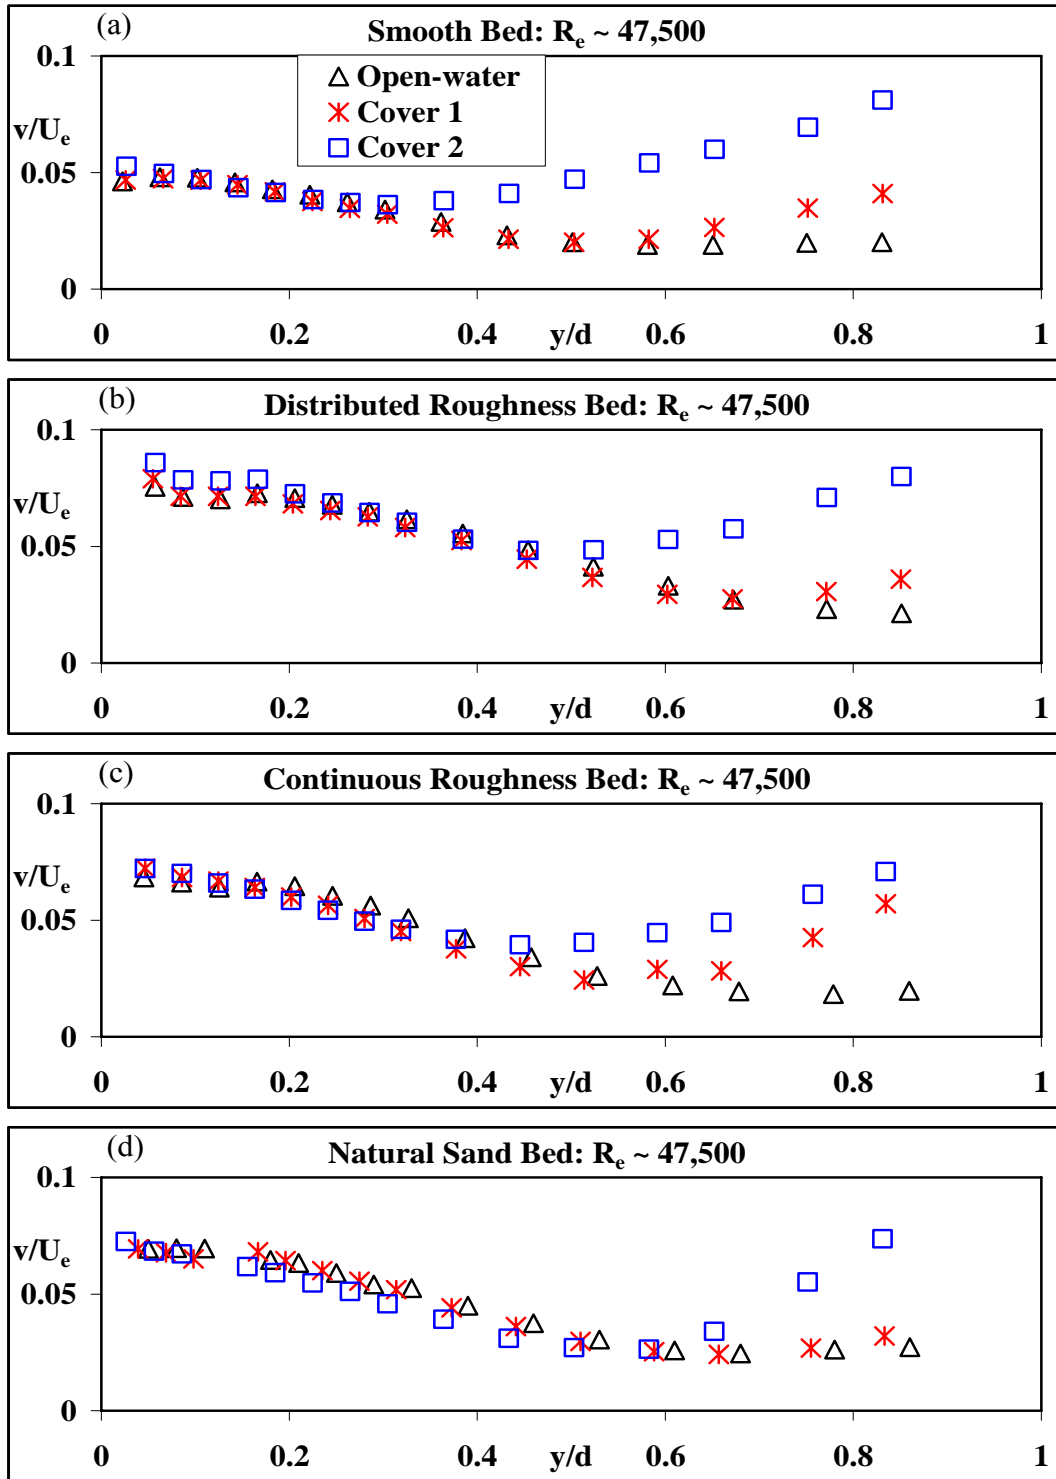 (a)
Smooth Bed: Re ~ 47,500
0.1
Open-water
Cover 1
Cover 2
v/Ue
0.05
0
0 0.2 0.4 y/d 0.6 0.8 1
(b)
Distributed Roughness Bed: Re ~ 47,500
0.1
v/Ue
0.05
0
0 0.2 0.4 y/d 0.6 0.8 1
(c)
Continuous Roughness Bed: Re ~ 47,500
0.1
v/Ue
0.05
0
0 0.2 0.4 y/d 0.6 0.8 1
(d)
Natural Sand Bed: Re ~ 47,500
0.1
v/Ue
0.05
0
0 0.2 0.4 y/d 0.6 0.8 1